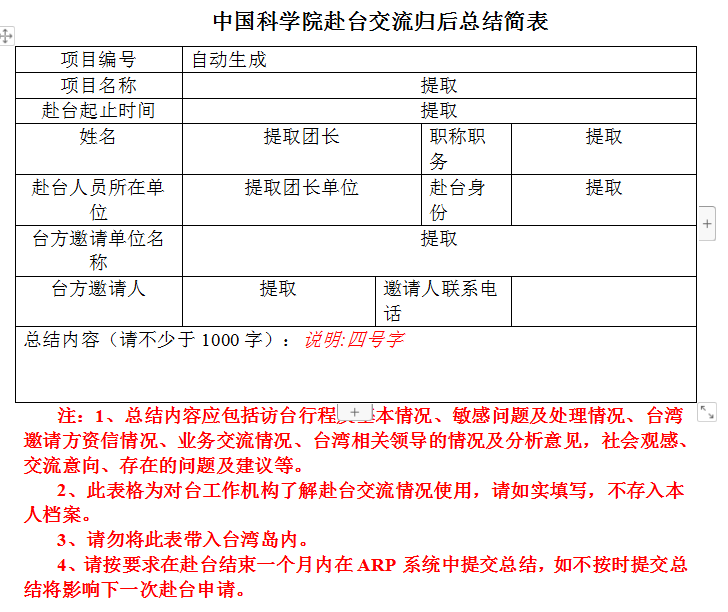 中国科学院赴台交流归后总结简表
项目编号 自动生成
项目名称 提取
赴台起止时间 提取
姓名 提取团长 职称职务 提取
赴台人员所在单位 提取团长单位 赴台身份 提取
台方邀请单位名称 提取
台方邀请人 提取 邀请人联系电话
总结内容（请不少于 1000 字）： 说明:四号字
注：1、总结内容应包括访台行程及基本情况、敏感问题及处理情况、台湾
邀请方资信情况、业务交流情况、台湾相关领导的情况及分析意见，社会观感、
交流意向、存在的问题及建议等。
2、此表格为对台工作机构了解赴台交流情况使用，请如实填写，不存入本
人档案。
3、请勿将此表带入台湾岛内。
4、请按要求在赴台结束一个月内在 ARP 系统中提交总结，如不按时提交总
结将影响下一次赴台申请。